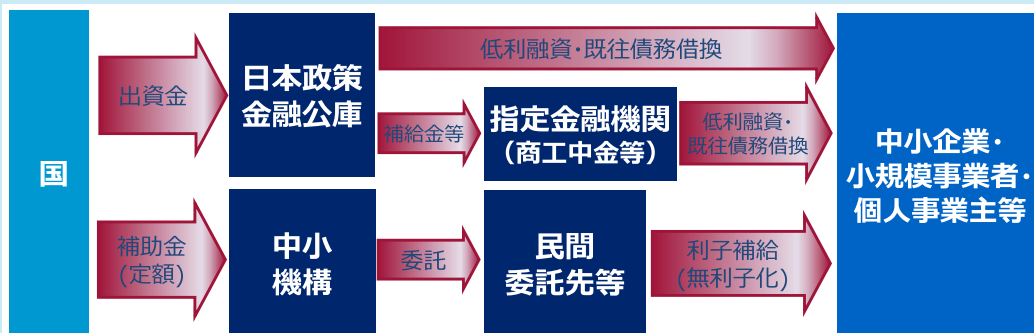 国
出資金
日本政策
金融公庫
低利融資・既往債務借換
補給金等
指定金融機関
（商工中金等）
低利融資・
既往債務借換
補助金
(定額)
中小
機構
委託
民間
委託先等
利子補給
(無利子化)
中小企業・
小規模事業者・
個人事業主等